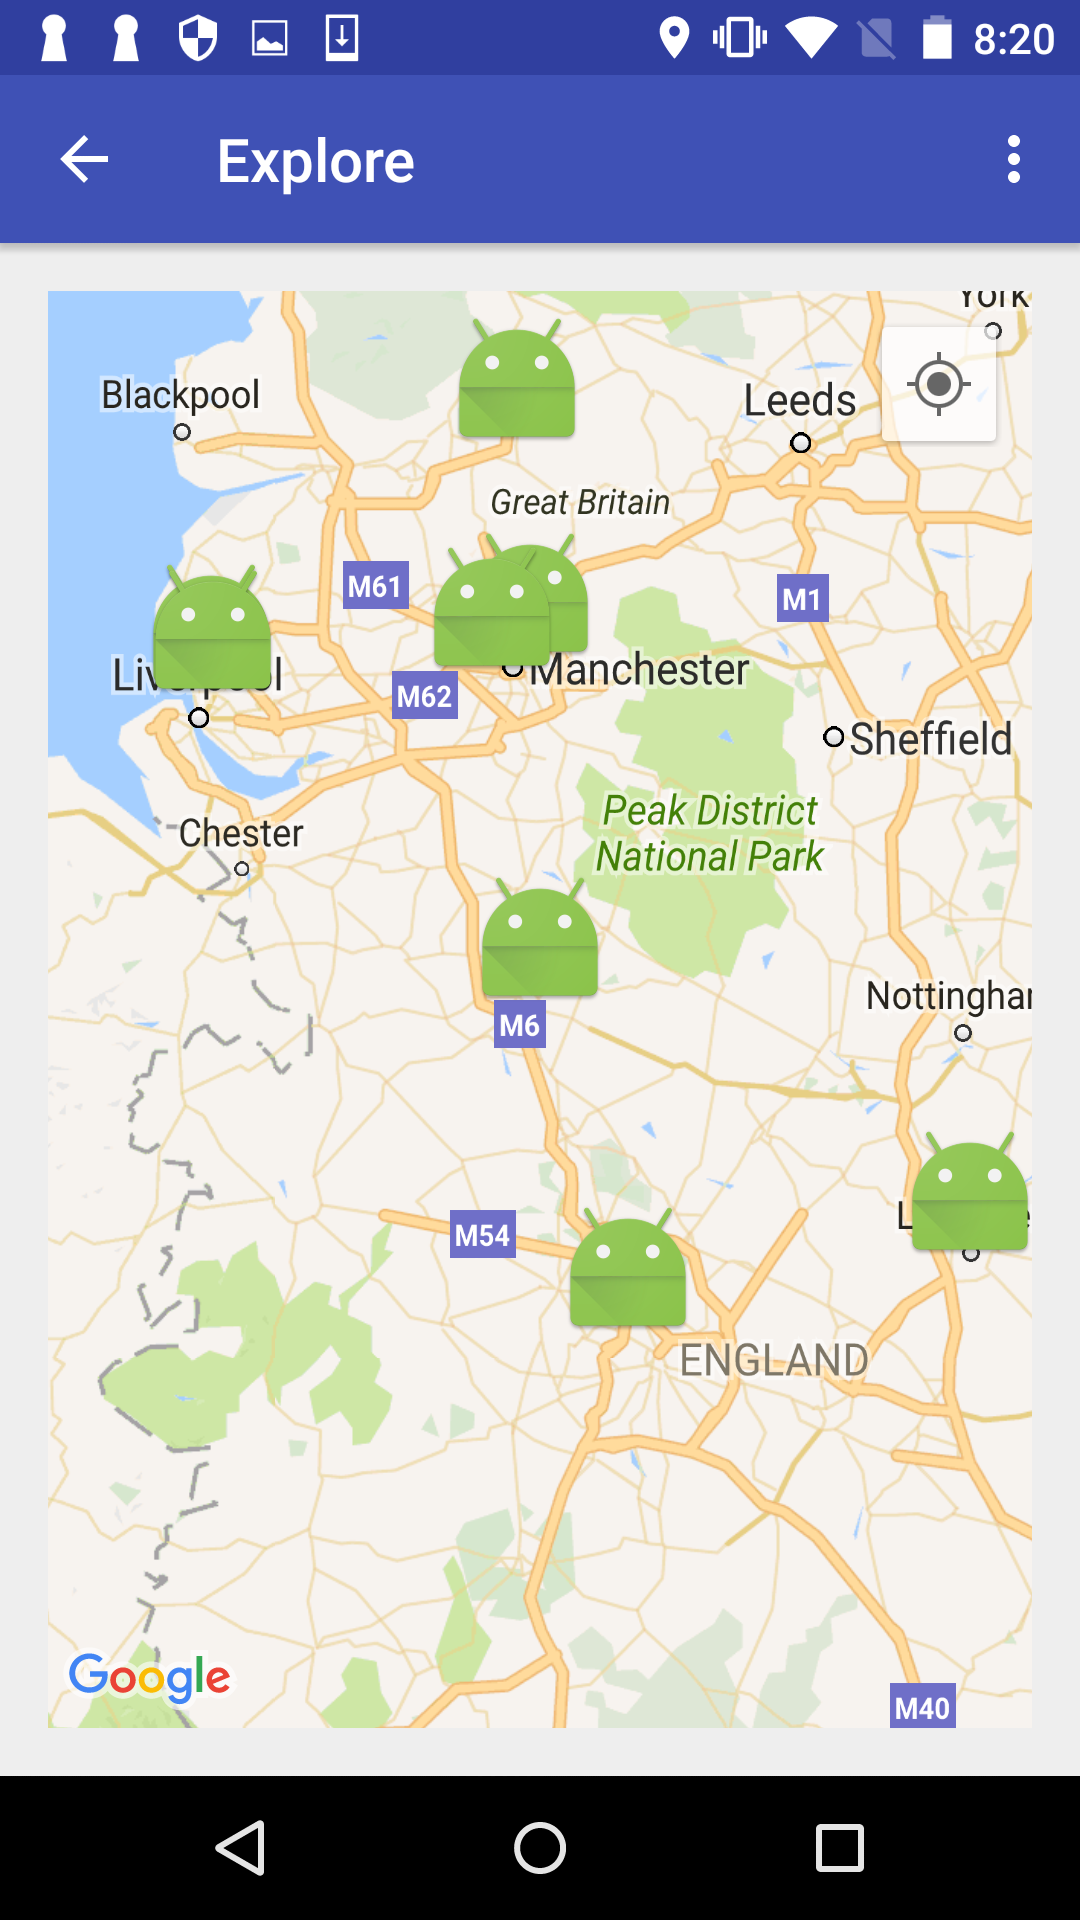 8:20
Explore
York
Blackpool
Leeds
Great Britain
M61
M1
Manchester
M62
Sheffield
Peak District
National Park
Chester
M6
M54
ENGLAND
Google
M40